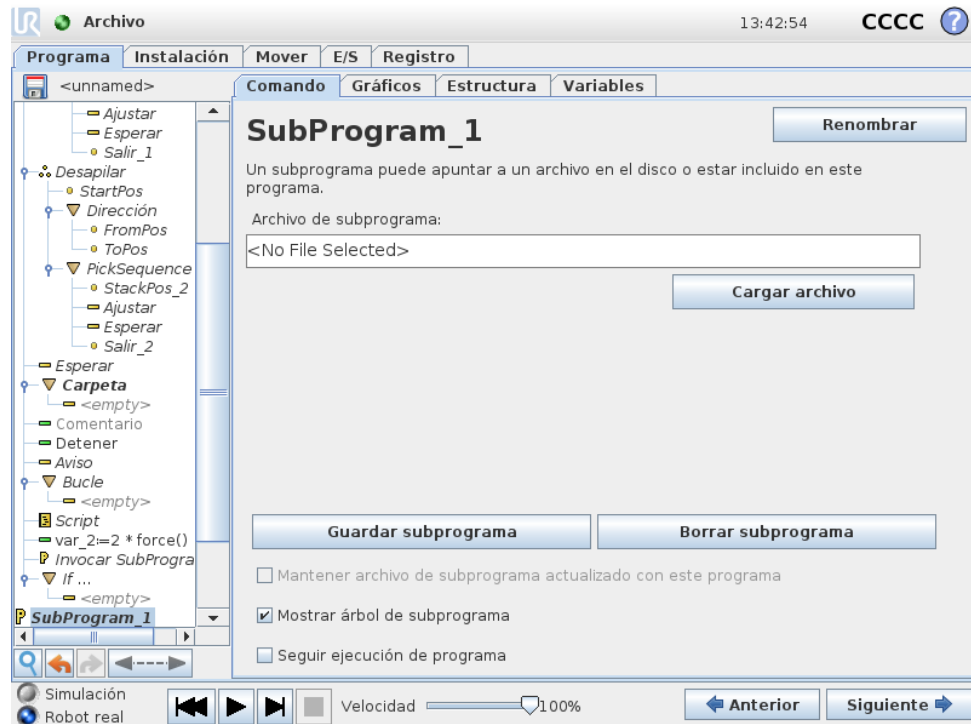 UR Archivo 13:42:54 CCCC ?
Programa Instalación Mover E/S Registro
<unnamed>
Comando Gráficos Estructura Variables
Ajustar
Esperar
Salir_1
Desapilar
StartPos
Dirección
FromPos
ToPos
PickSequence
StackPos_2
Ajustar
Esperar
Salir_2
Esperar
Carpeta
<empty>
Comentario
Detener
Aviso
Bucle
<empty>
Script
var_2:=2 * force()
Invocar SubProgra
If ...
<empty>
P SubProgram_1
SubProgram_1
Renombrar
Un subprograma puede apuntar a un archivo en el disco o estar incluido en este
programa.
Archivo de subprograma:
<No File Selected>
Cargar archivo
Guardar subprograma Borrar subprograma
Mantener archivo de subprograma actualizado con este programa
Mostrar árbol de subprograma
Seguir ejecución de programa
Simulación
Robot real
Velocidad 100%
Anterior Siguiente